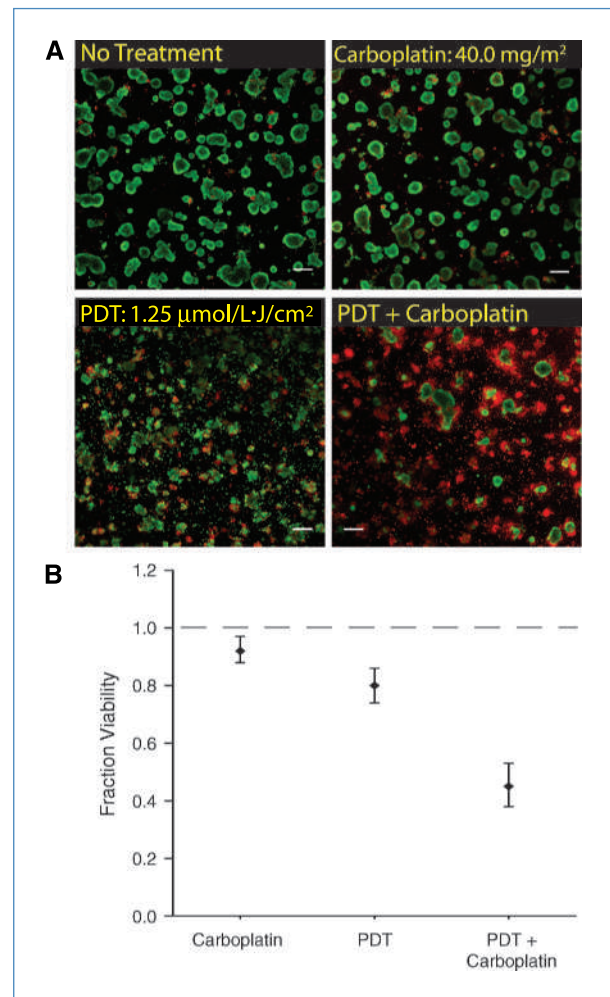 A
No Treatment
Carboplatin: 40.0 mg/m²
PDT: 1.25 μmol/L·J/cm²
PDT + Carboplatin
B
1.2
1.0
0.8
0.6
0.4
0.2
0.0
Fraction Viability
Carboplatin
PDT
PDT +
Carboplatin